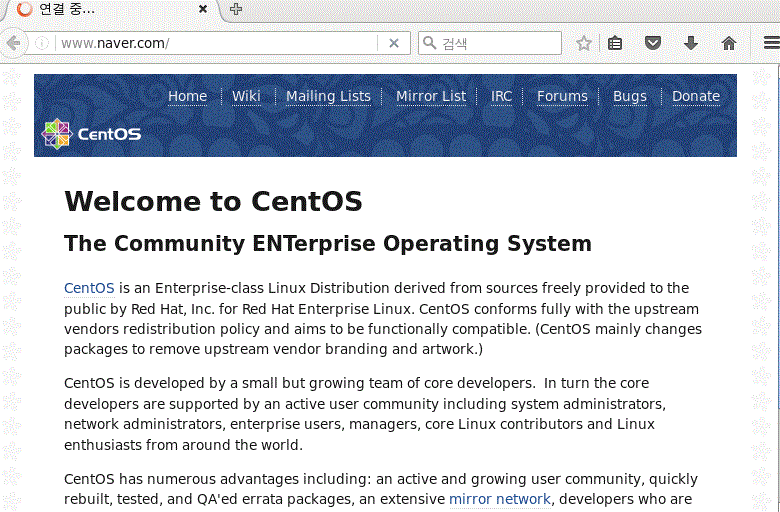 연결 중...
www.naver.com/
검색
Home Wiki Mailing Lists Mirror List IRC Forums Bugs Donate
CentOS
Welcome to CentOS
The Community ENTerprise Operating System
CentOS is an Enterprise-class Linux Distribution derived from sources freely provided to the
public by Red Hat, Inc. for Red Hat Enterprise Linux. CentOS conforms fully with the upstream
vendors redistribution policy and aims to be functionally compatible. (CentOS mainly changes
packages to remove upstream vendor branding and artwork.)
CentOS is developed by a small but growing team of core developers.  In turn the core
developers are supported by an active user community including system administrators,
network administrators, enterprise users, managers, core Linux contributors and Linux
enthusiasts from around the world.
CentOS has numerous advantages including: an active and growing user community, quickly
rebuilt, tested, and QA'ed errata packages, an extensive mirror network, developers who are